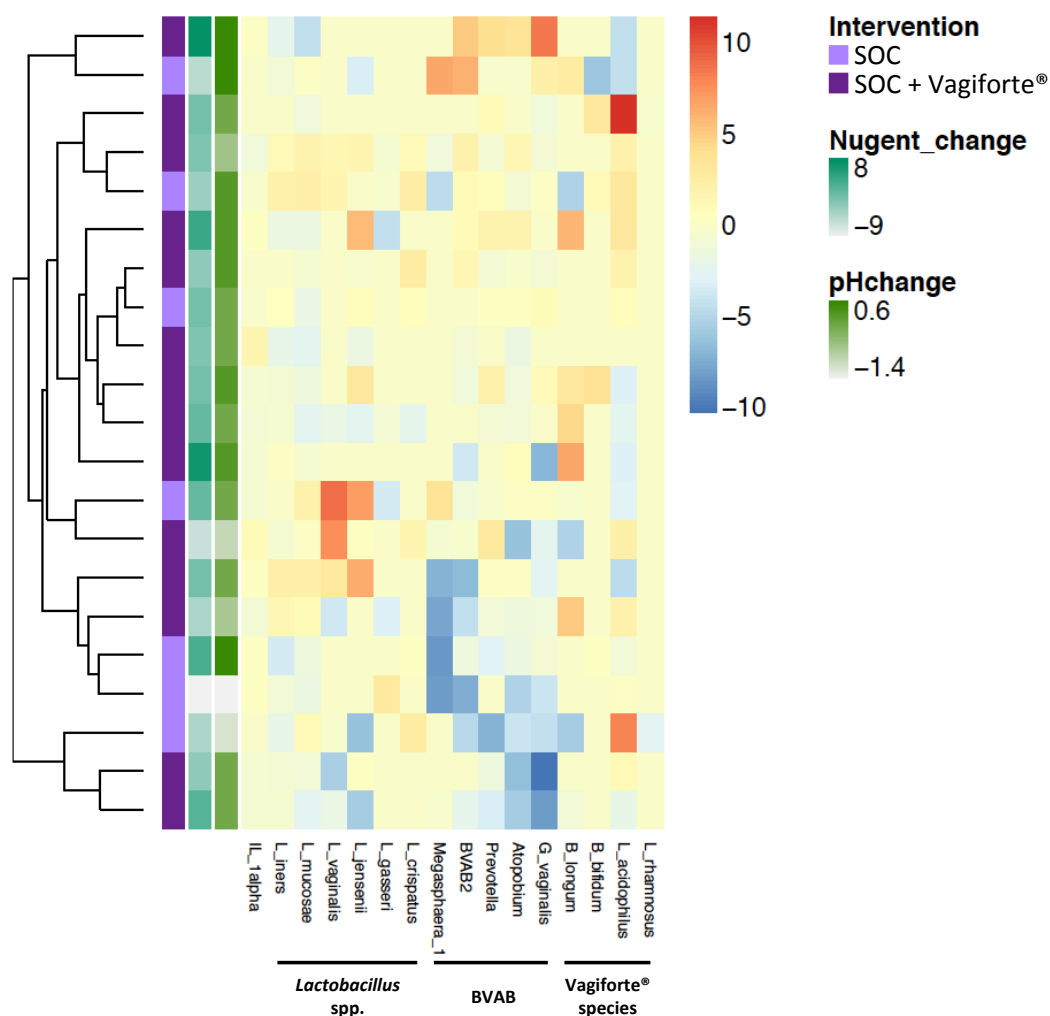 10
5
0
−5
−10
Intervention
SOC
SOC + Vagiforte®
Nugent_change
8
−9
pHchange
0.6
−1.4
IL_1alpha
L_iners
L_mucosae
L_vaginalis
L_jensenii
L_gasseri
L_crispatus
Megasphaera_1
BVAB2
Prevotella
Atopobium
G_vaginalis
B_longum
B_bifidum
L_acidophilus
L_rhamnosus
Lactobacillus
spp.
BVAB
Vagiforte®
species